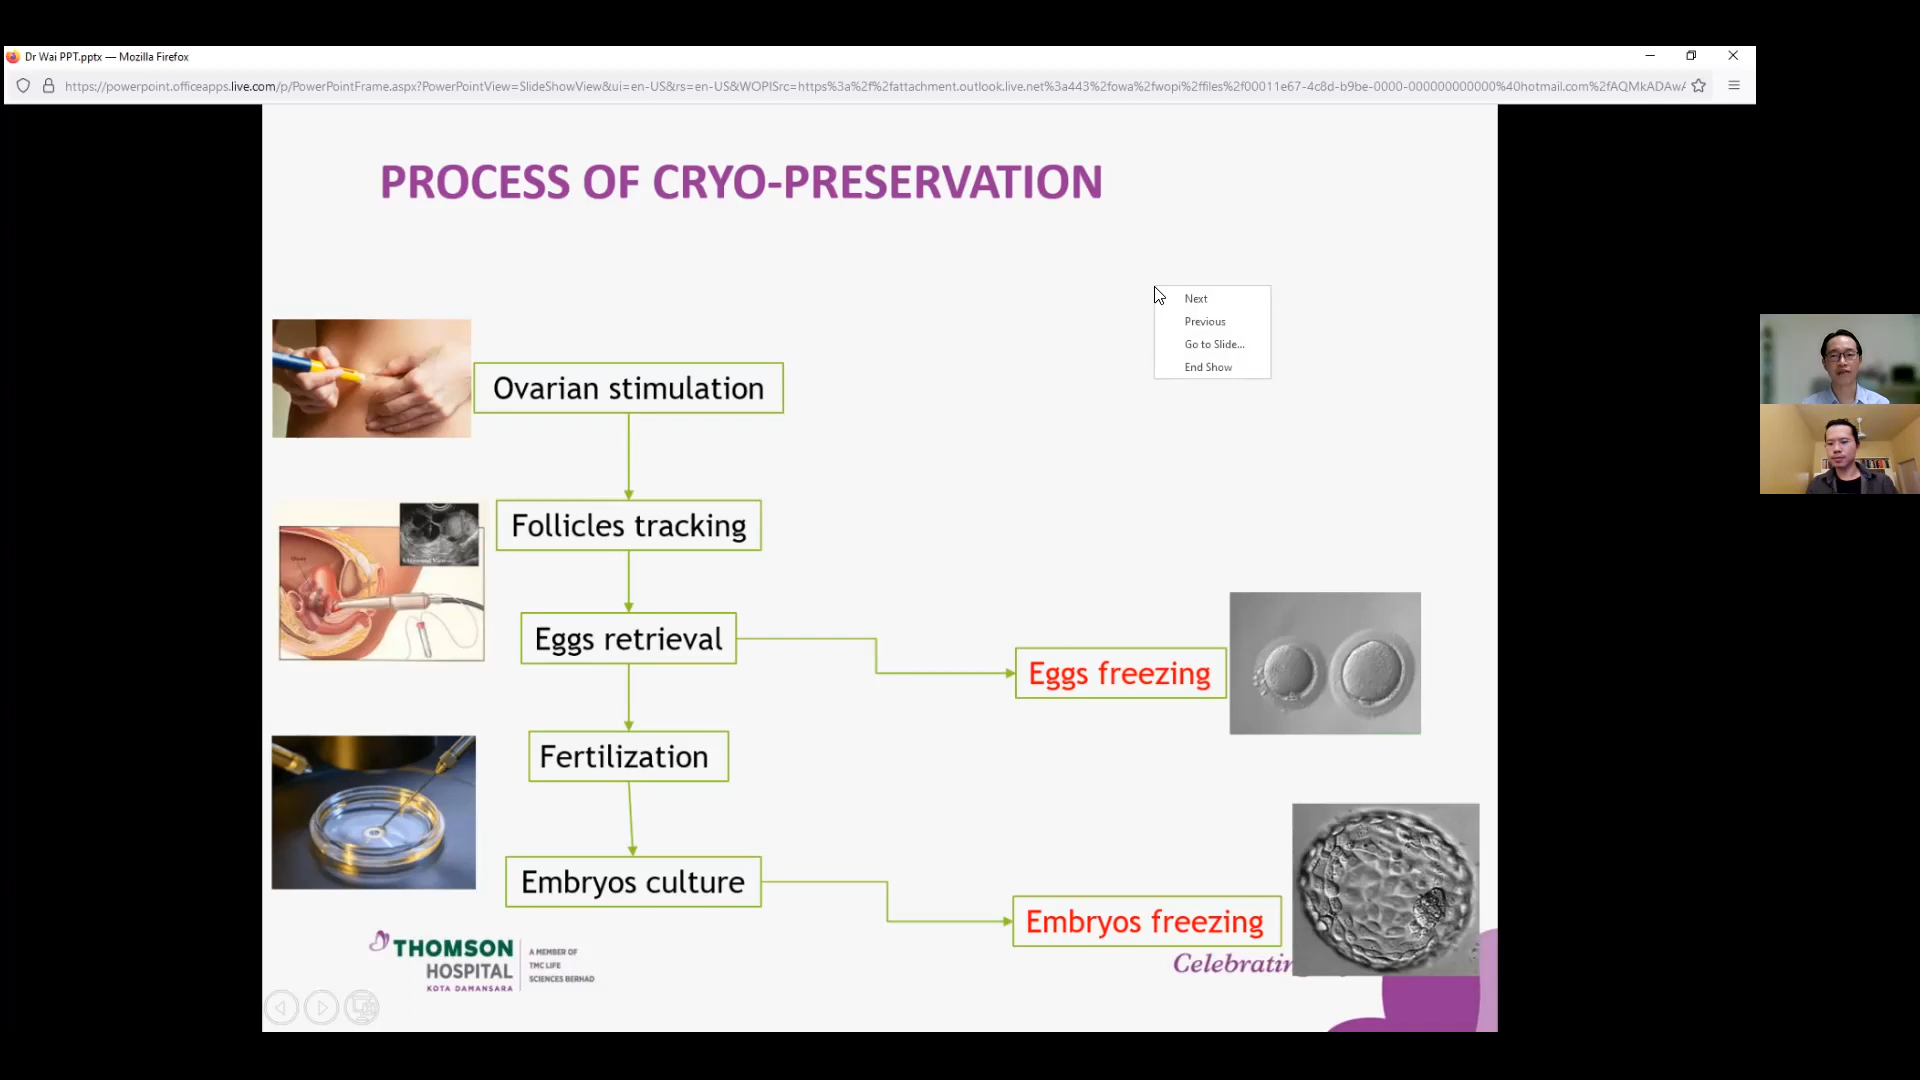 Dr Wai PPT.pptx — Mozilla Firefox
https://powerpoint.officeapps.live.com/p/PowerPointFrame.aspx?PowerPointView=SlideShowView&ui=en-US&rs=en-US&WOPISrc=https%3a%2f%2fattachment.outlook.live.net%3a443%2fowa%2fwopi%2ffiles%2f00011e67-4c8d-b9be-0000-000000000000%40hotmail.com%2fAQMkADAwA
PROCESS OF CRYO-PRESERVATION
Next
Previous
Go to Slide...
End Show
Ovarian stimulation
Follicles tracking
Eggs retrieval
Eggs freezing
Fertilization
Embryos culture
Embryos freezing
THOMSON
HOSPITAL
KOTA DAMANSARA
A MEMBER OF
TMC LIFE
SCIENCES BERHAD
Celebratin